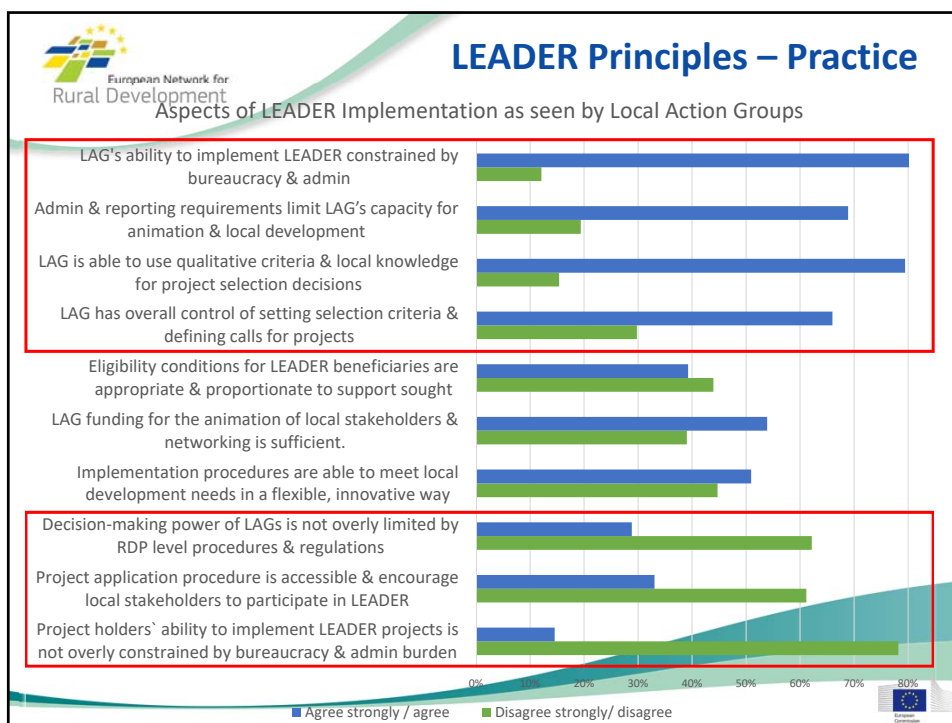 LEADER Principles – Practice
European Network for
Rural Development
Aspects of LEADER Implementation as seen by Local Action Groups
LAG's ability to implement LEADER constrained by
bureaucracy & admin
Admin & reporting requirements limit LAG’s capacity for
animation & local development
LAG is able to use qualitative criteria & local knowledge
for project selection decisions
LAG has overall control of setting selection criteria &
defining calls for projects
Eligibility conditions for LEADER beneficiaries are
appropriate & proportionate to support sought
LAG funding for the animation of local stakeholders &
networking is sufficient.
Implementation procedures are able to meet local
development needs in a flexible, innovative way
Decision-making power of LAGs is not overly limited by
RDP level procedures & regulations
Project application procedure is accessible & encourage
local stakeholders to participate in LEADER
Project holders` ability to implement LEADER projects is
not overly constrained by bureaucracy & admin burden
0% 10% 20% 30% 40% 50% 60% 70% 80%
Agree strongly / agree Disagree strongly/ disagree
European
Commission